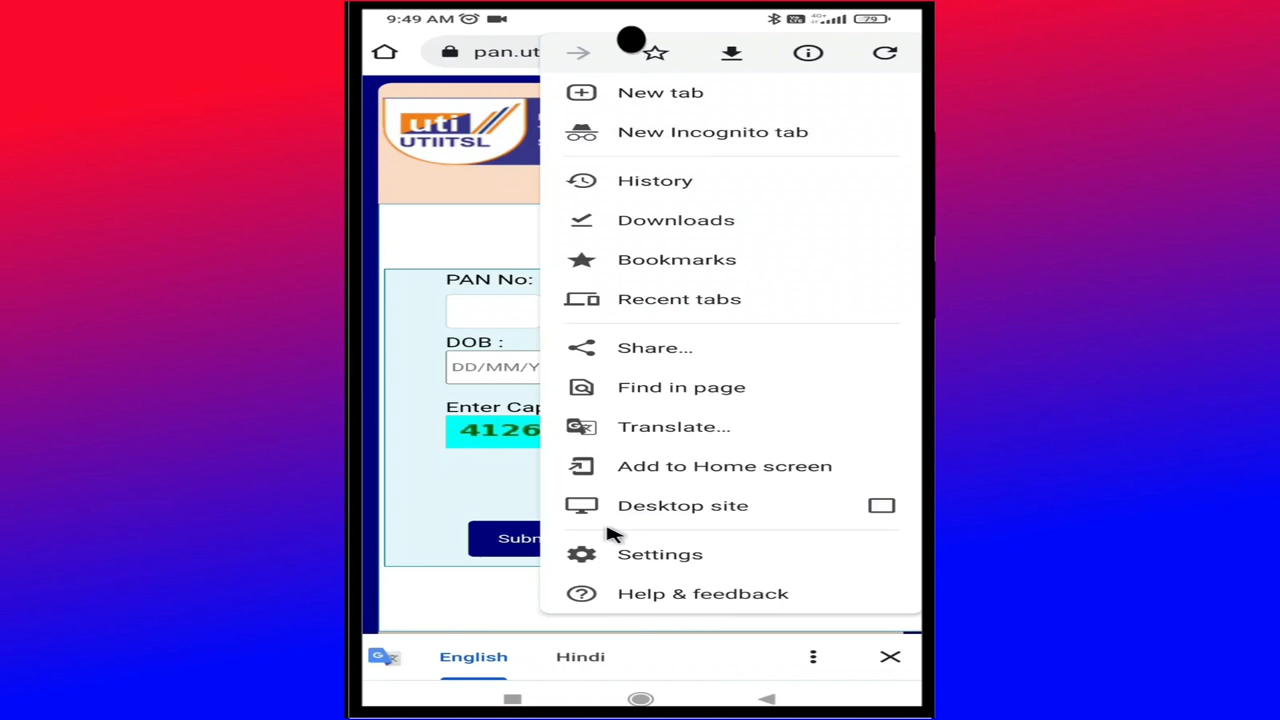 9:49 AM
4G+
79
pan.ut
New tab
New Incognito tab
uti
UTIITSL
History
Downloads
Bookmarks
PAN No:
Recent tabs
DOB :
Share...
DD/MM/Y
Find in page
Enter Cap
Translate...
4126
Add to Home screen
Desktop site
Subm
Settings
Help & feedback
English Hindi